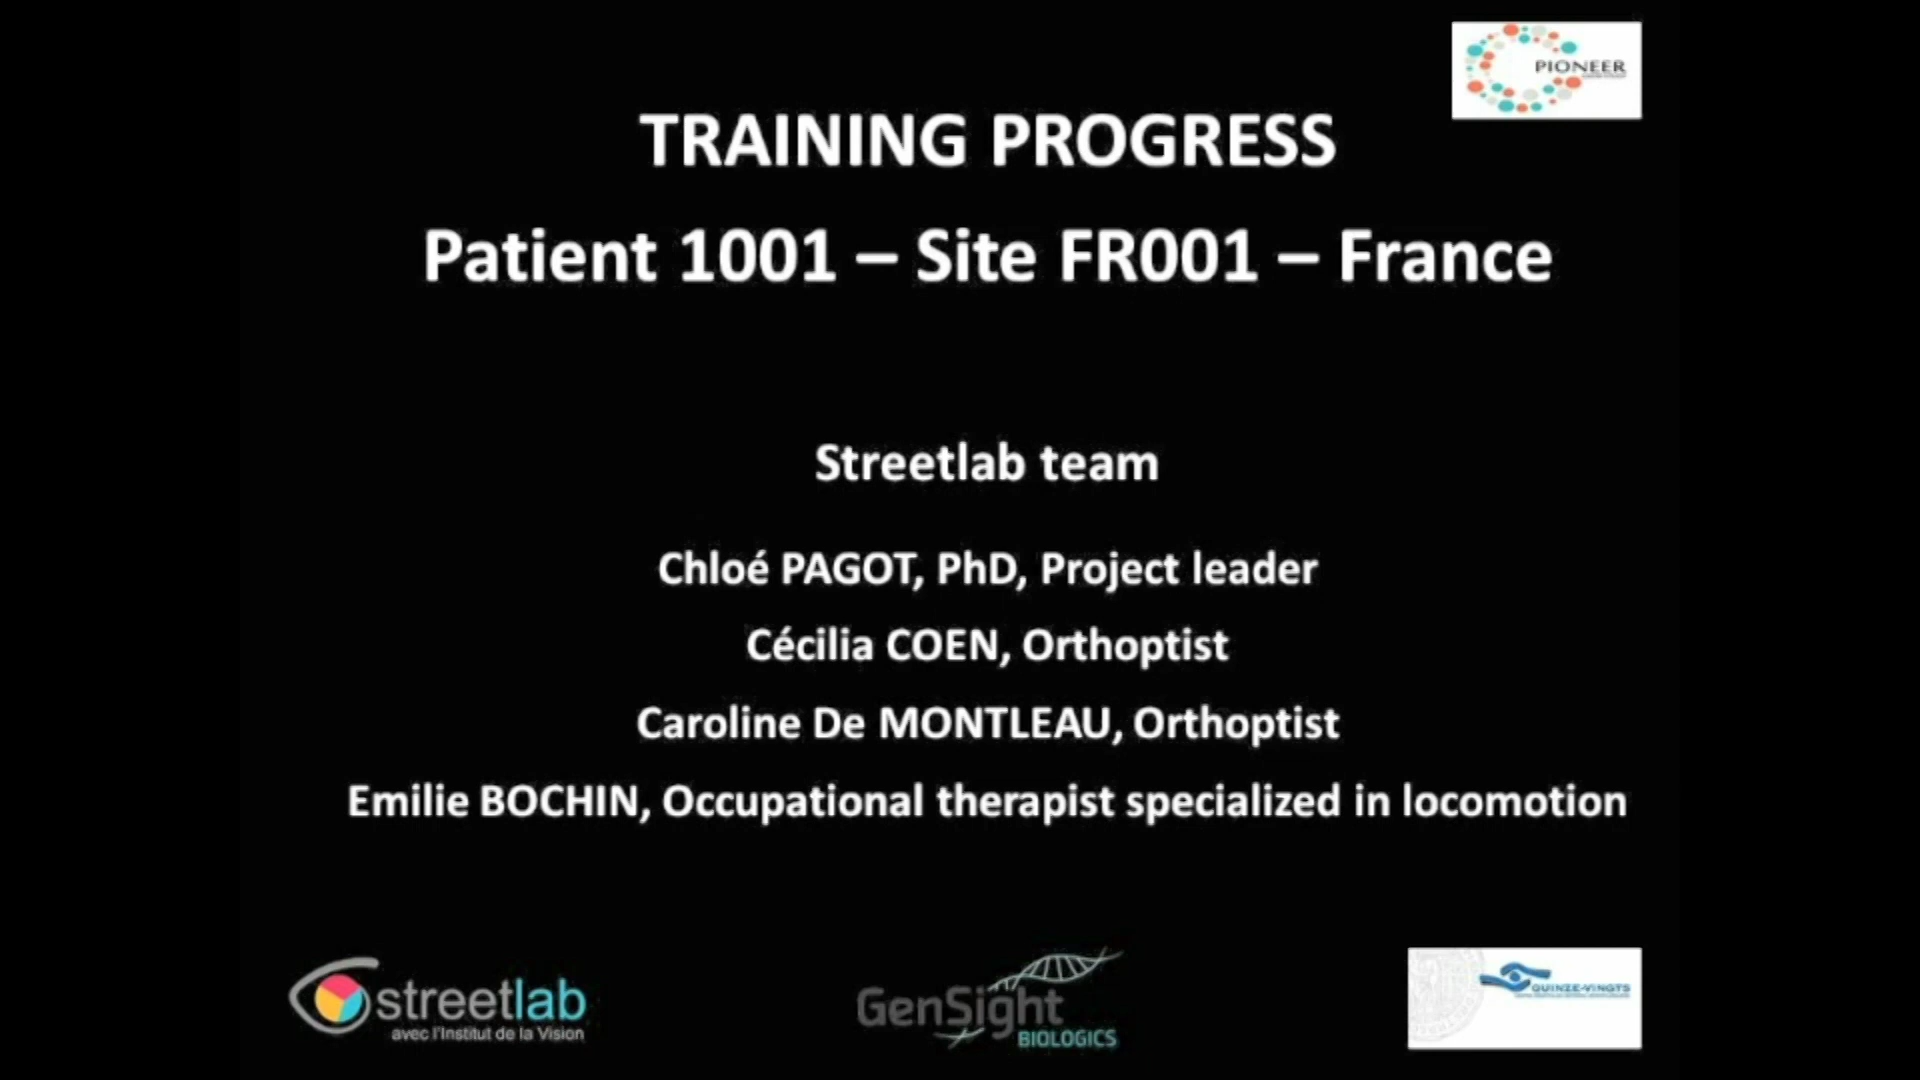 PIONEER
TRAINING PROGRESS
Patient 1001 – Site FR001 – France
Streetlab team
Chloé PAGOT, PhD, Project leader
Cécilia COEN, Orthoptist
Caroline De MONTLEAU, Orthoptist
Emilie BOCHIN, Occupational therapist specialized in locomotion
streetlab
avec l'Institut de la Vision
GenSight
BIOLOGICS
QUINZE-VINGTS